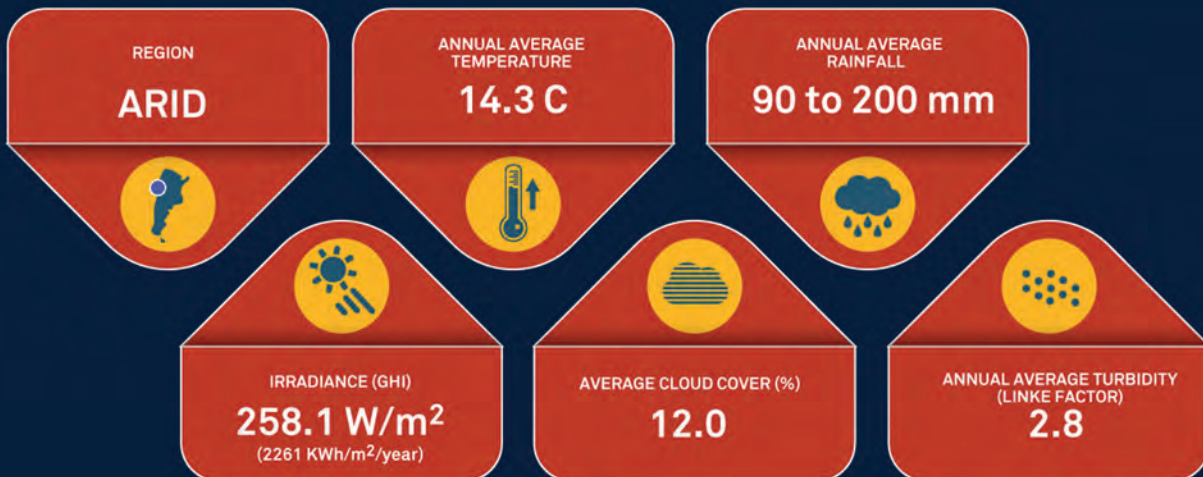 REGION
ARID
ANNUAL AVERAGE
TEMPERATURE
14.3 C
ANNUAL AVERAGE
RAINFALL
90 to 200 mm
IRRADIANCE (GHI)
258.1 W/m²
(2261 KWh/m²/year)
AVERAGE CLOUD COVER (%)
12.0
ANNUAL AVERAGE TURBIDITY
(LINKE FACTOR)
2.8